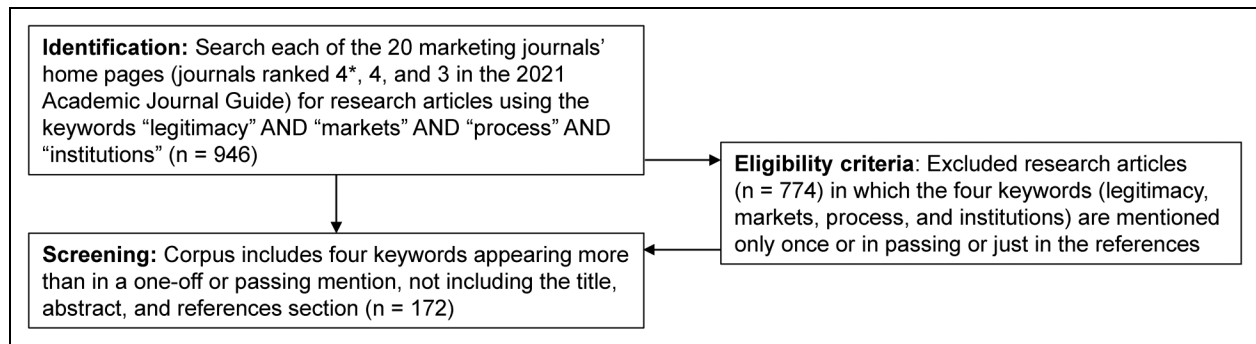 Identification: Search each of the 20 marketing journals’
home pages (journals ranked 4*, 4, and 3 in the 2021
Academic Journal Guide) for research articles using the
keywords “legitimacy” AND “markets” AND “process” AND
“institutions” (n = 946)
Eligibility criteria: Excluded research articles
(n = 774) in which the four keywords (legitimacy,
markets, process, and institutions) are mentioned
only once or in passing or just in the references
Screening: Corpus includes four keywords appearing more
than in a one-off or passing mention, not including the title,
abstract, and references section (n = 172)